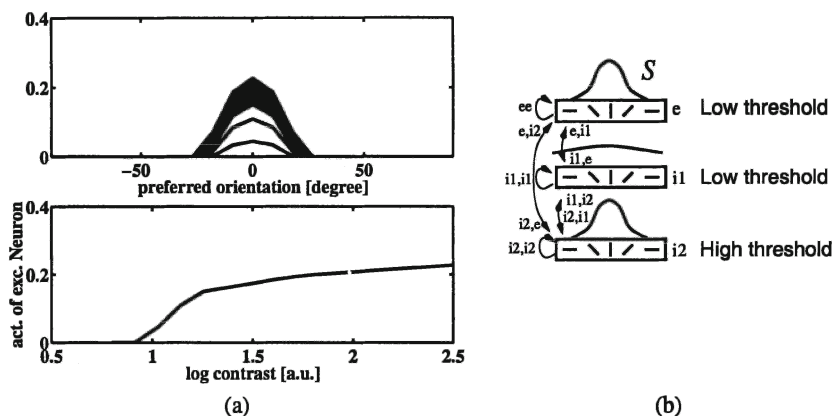 0.4
0.2
0
−50 0 50
preferred orientation [degree]
act. of exc. Neuron
0.4
0.2
0
0.5 1 1.5 2 2.5
log contrast [a.u.]
(a)
S
ee
e Low threshold
e,i2 e,i1
i1,e
i1,i1 i1 Low threshold
i1,i2
i2,e i2,i1
i2,i2 i2 High threshold
(b)